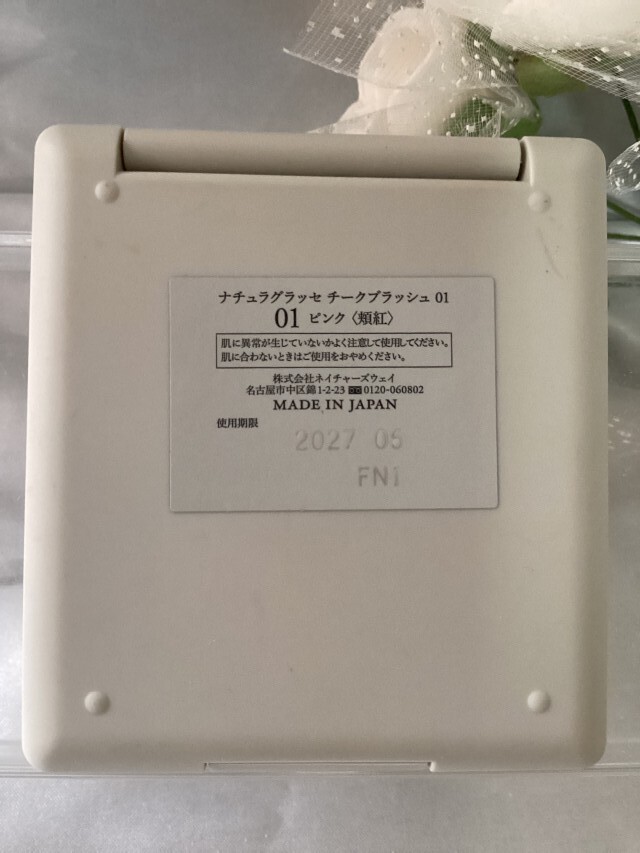 ナチュラグラッセ チークブラッシュ 01
01 ピンク〈頬紅〉
肌に異常が生じていないかよく注意して使用してください。
肌に合わないときはご使用をおやめください。
株式会社ネイチャーズウェイ
名古屋市中区錦1-2-23 0120-060802
MADE IN JAPAN
使用期限
2027 05
FN1